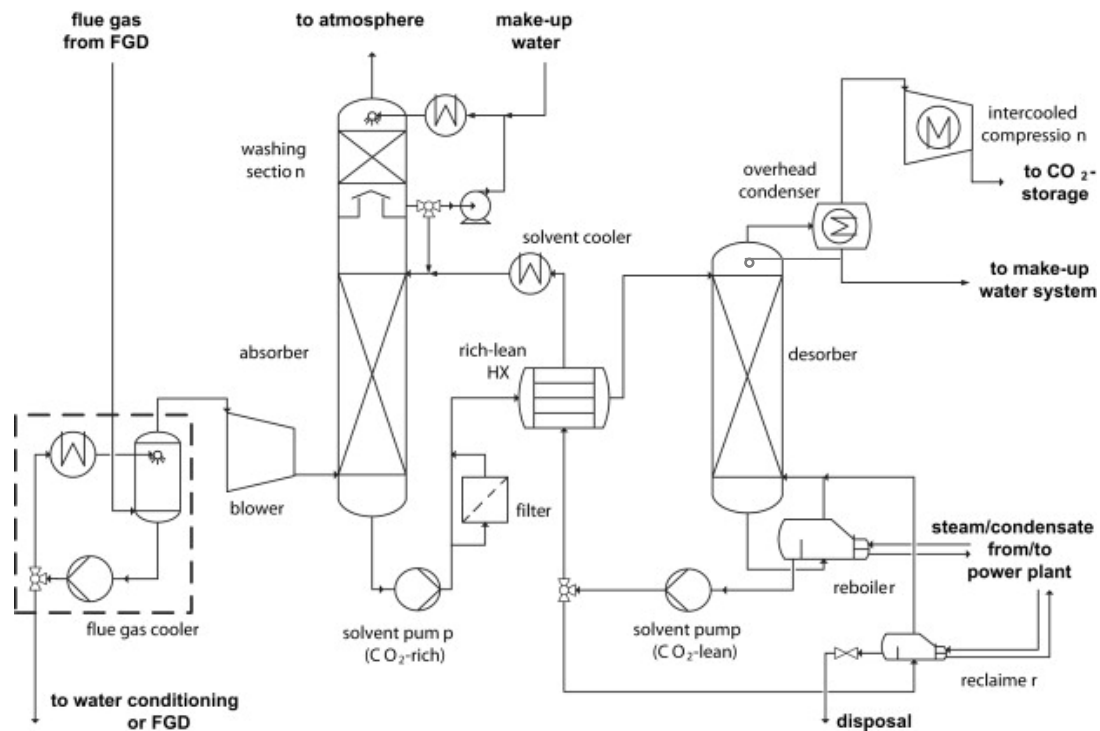 flue gas
from FGD
to atmosphere
make-up
water
washing
sectio n
intercooled
compressio n
to CO 2-
storage
overhead
condenser
solvent cooler
to make-up
water system
absorber
rich-lean
HX
desorber
blower
filter
steam/condensate
from/to
power plant
reboile r
flue gas cooler
solvent pum p
(C O2-rich)
solvent pump
(C O2-lean)
reclaime r
to water conditioning
or FGD
disposal